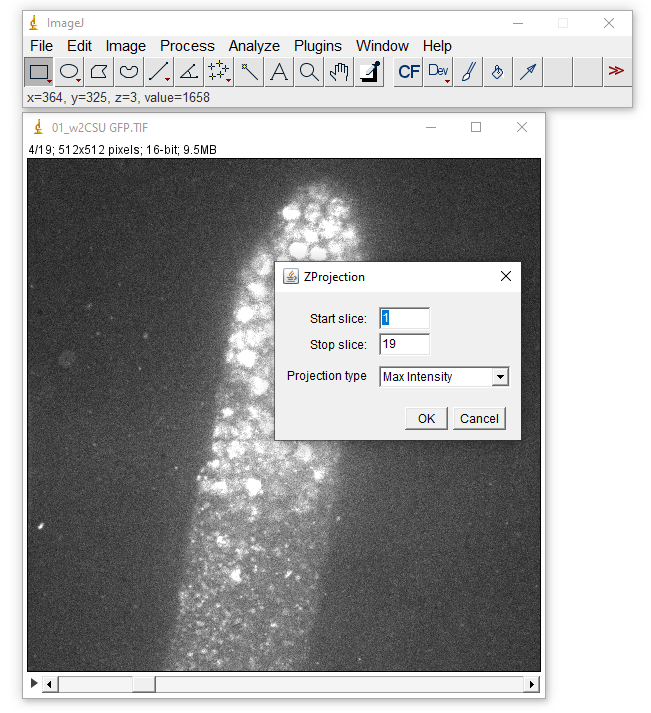 ImageJ
File Edit Image Process Analyze Plugins Window Help
CF Dev
x=364, y=325, z=3, value=1658
01_w2CSU GFP.TIF
4/19; 512x512 pixels; 16-bit; 9.5MB
ZProjection
Start slice: 1
Stop slice: 19
Projection type Max Intensity
OK Cancel